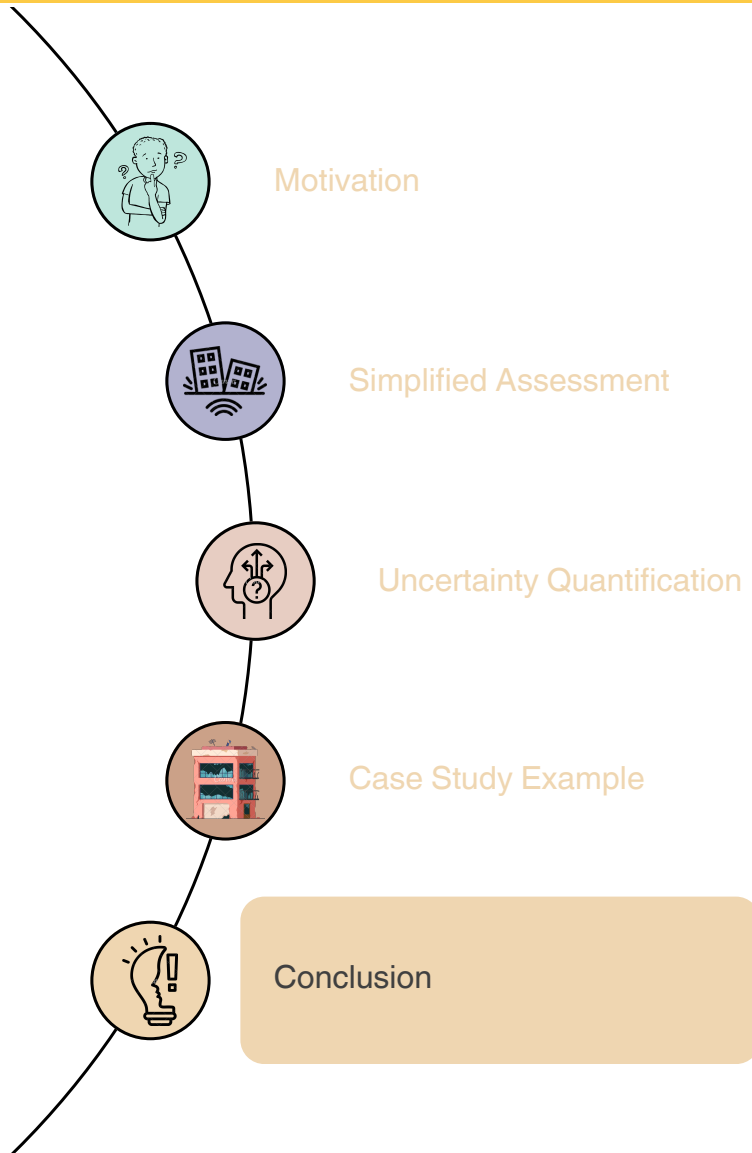 Motivation
Simplified Assessment
Uncertainty Quantification
Case Study Example
Conclusion